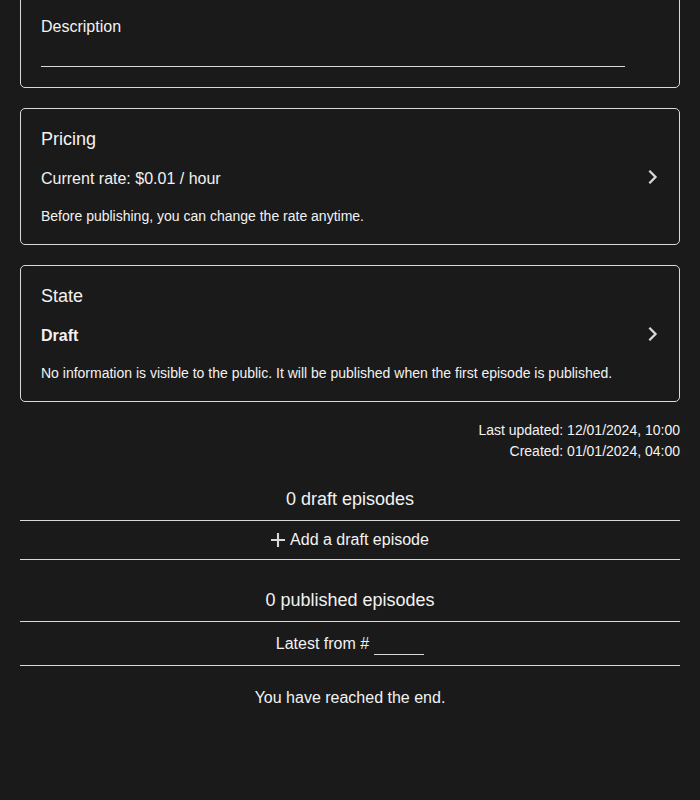 Description
Pricing
Current rate: $0.01 / hour
Before publishing, you can change the rate anytime.
State
Draft
No information is visible to the public. It will be published when the first episode is published.
Last updated: 12/01/2024, 10:00
Created: 01/01/2024, 04:00
0 draft episodes
Add a draft episode
0 published episodes
Latest from #
You have reached the end.